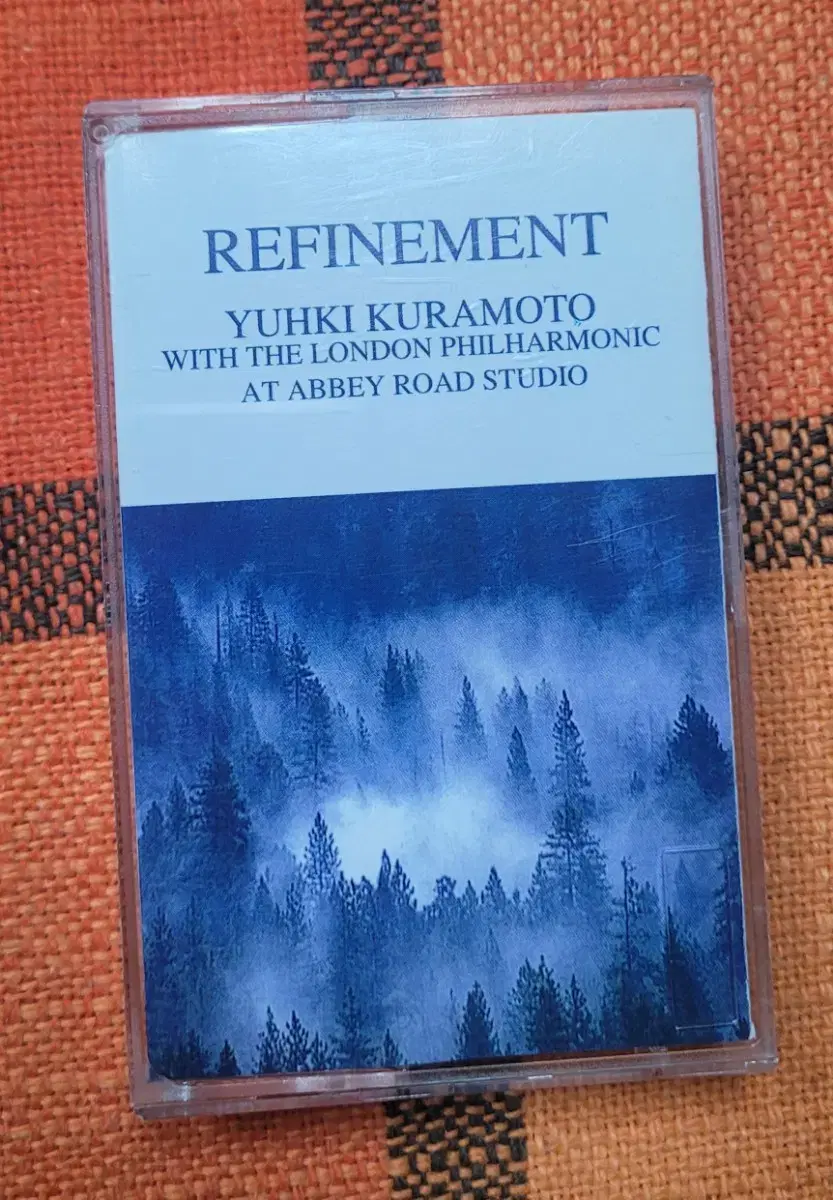 REFINEMENT
YUHKI KURAMOTO
WITH THE LONDON PHILHARMONIC
AT ABBEY ROAD STUDIO